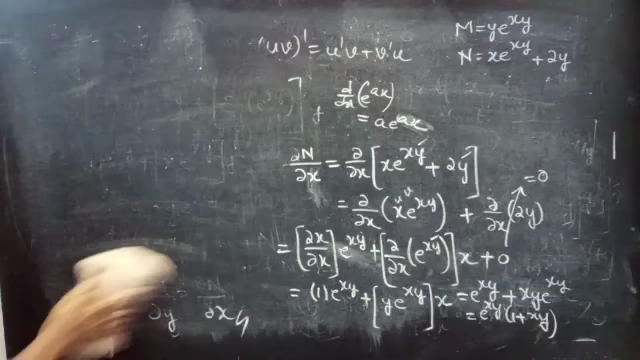 (uv)' = u'v + v'u
M = ye^{xy}
N = xe^{xy} + 2y
d/dx (e^{ax})
= ae^{ax}
∂N/∂x = ∂/∂x [xe^{xy} + 2y]
= ∂/∂x (xe^{xy}) + ∂/∂x (2y) = 0
= [∂x/∂x] e^{xy} + [∂/∂x (e^{xy})] x + 0
= (1)e^{xy} + [ye^{xy}] x = e^{xy} + xye^{xy}
= e^{xy}(1+xy)
∂y ∂x